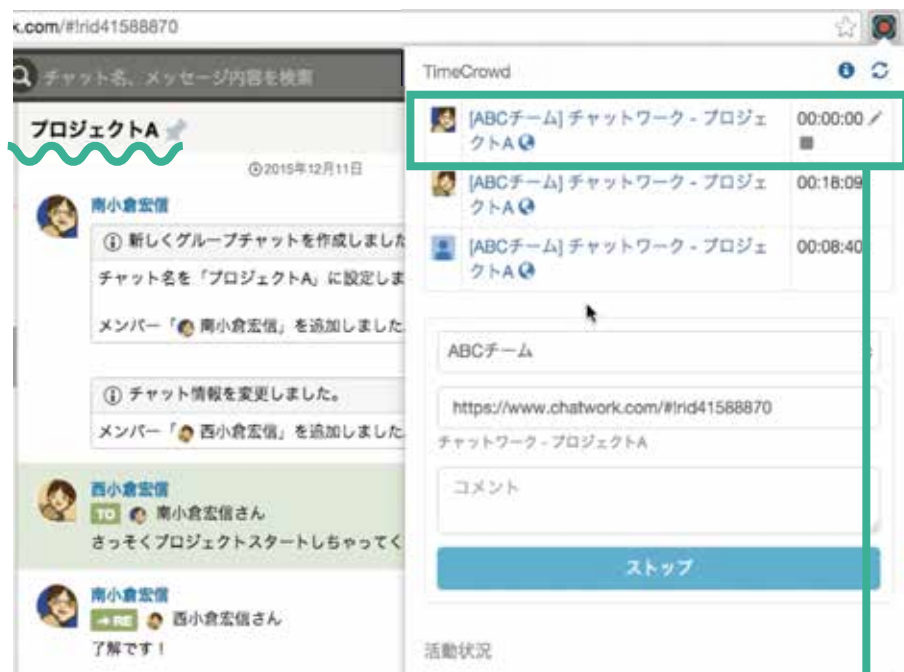 k.com/#!rid41588870
チャット名、メッセージ内容を検索
プロジェクトA
2015年12月11日
南小倉宏信
新しくグループチャットを作成しました
チャット名を「プロジェクトA」に設定しま
メンバー「南小倉宏信」を追加しました
チャット情報を変更しました。
メンバー「西小倉宏信」を追加しました
西小倉宏信
TO 南小倉宏信さん
さっそくプロジェクトスタートしちゃってく
南小倉宏信
RE 西小倉宏信さん
了解です!
TimeCrowd
[ABCチーム] チャットワーク - プロジェ
クトA
00:00:00
[ABCチーム] チャットワーク - プロジェ
クトA
00:18:09
[ABCチーム] チャットワーク - プロジェ
クトA
00:08:40
ABCチーム
https://www.chatwork.com/#!rid41588870
チャットワーク - プロジェクトA
コメント
ストップ
活動状況